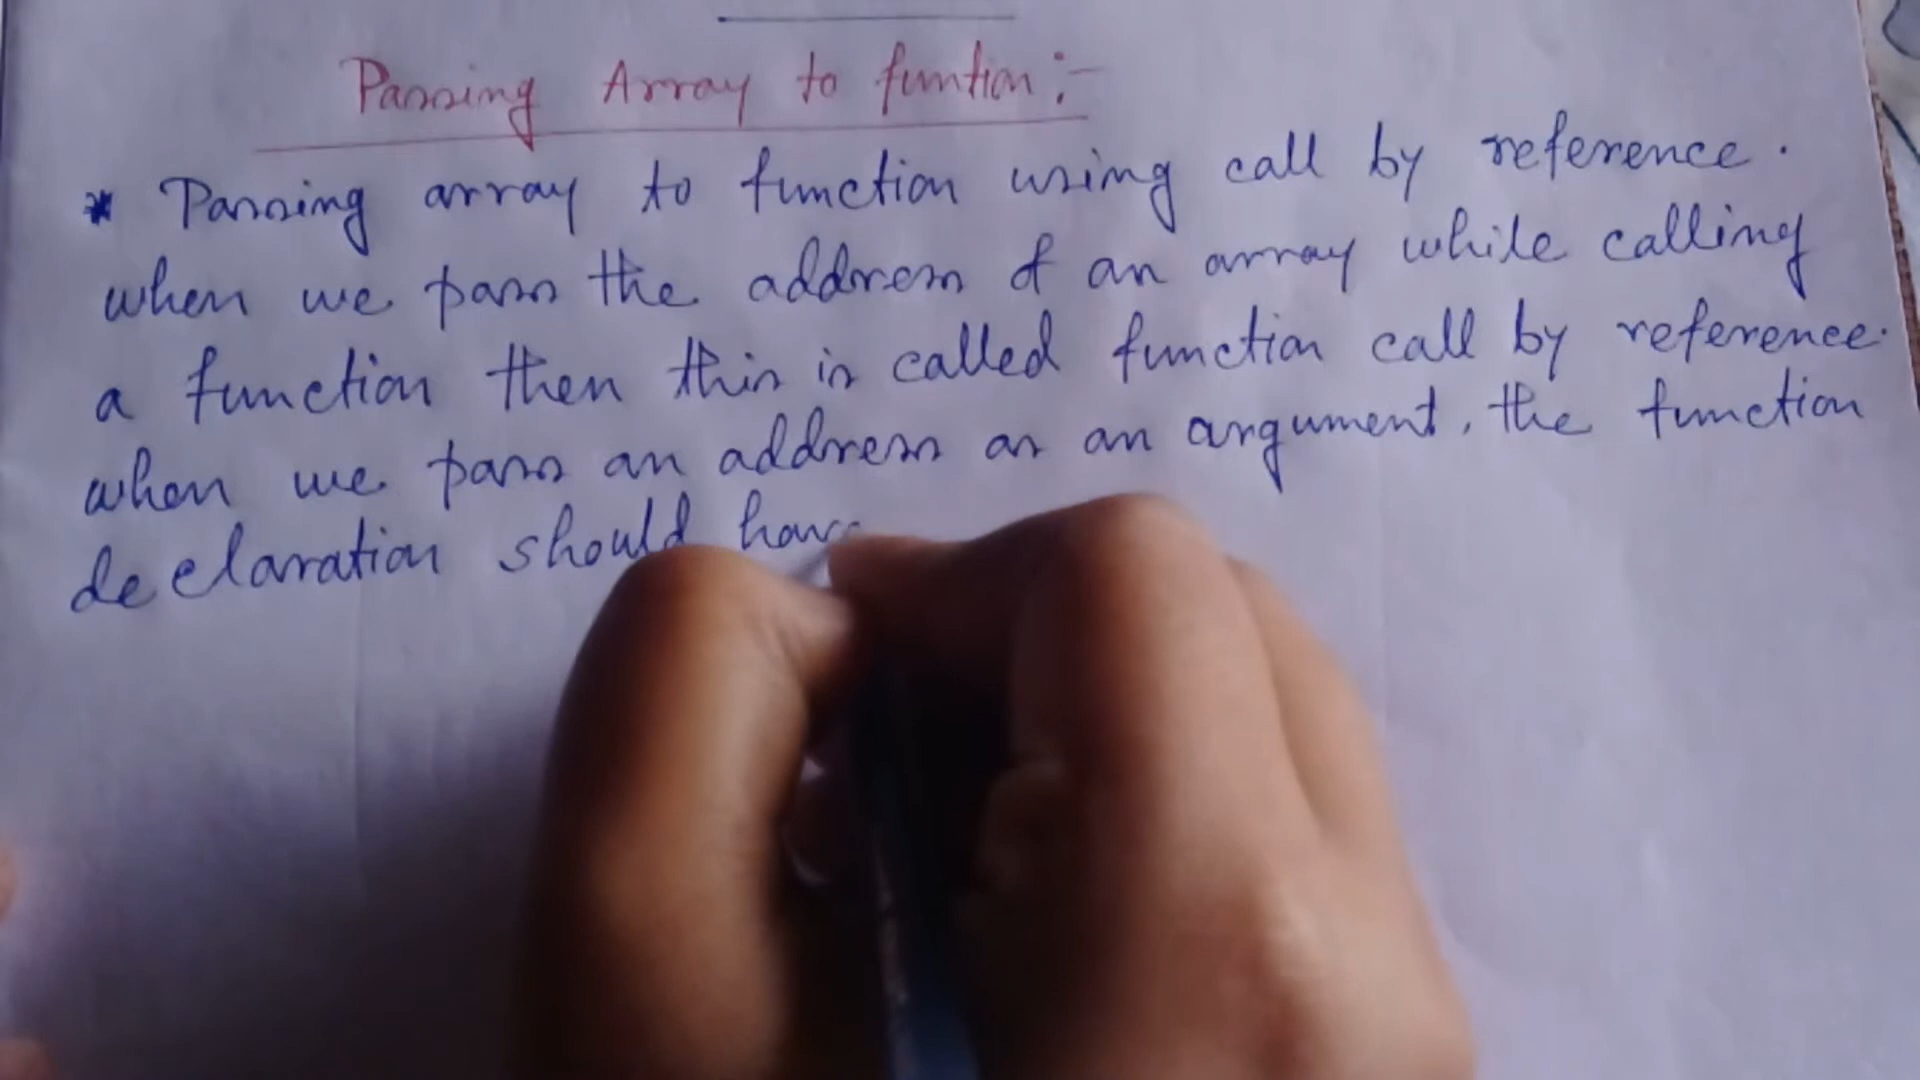 Passing Array to funtion :-
* Passing array to function using call by reference.
when we pass the address of an array while calling
a function then this is called function call by reference.
when we pass an address as an argument, the function
declaration should have